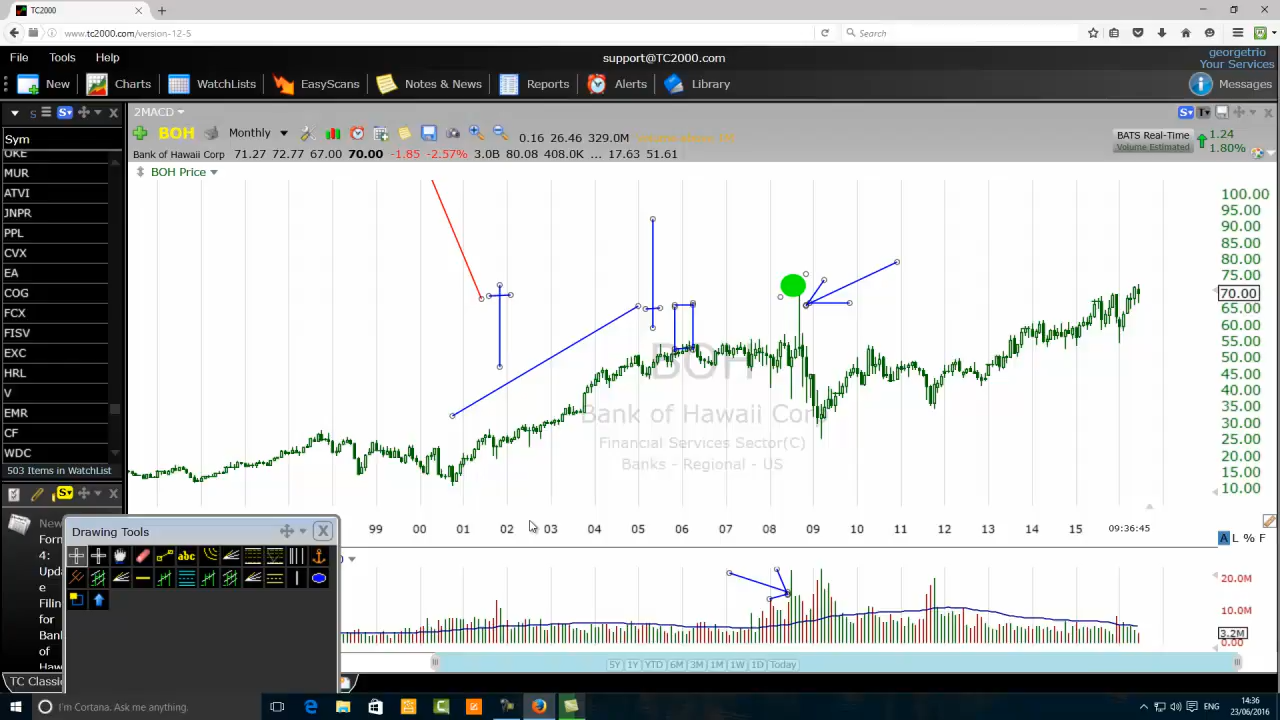 TC2000
www.tc2000.com/version-12-5
Search
File Tools Help
support@TC2000.com
georgetrio
Your Services
New Charts WatchLists EasyScans Notes & News Reports Alerts Library Messages
2MACD
Sym
OKE
MUR
ATVI
JNPR
PPL
CVX
EA
COG
FCX
FISV
EXC
HRL
V
EMR
CF
WDC
503 Items in WatchList
BOH Monthly
0.16 26.46 329.0M
BATS Real-Time
Volume Estimated
1.24
1.80%
Bank of Hawaii Corp 71.27 72.77 67.00 70.00 -1.85 -2.57% 3.0B 80.08 408.0K ... 17.63 51.61
BOH Price
100.00
95.00
90.00
85.00
80.00
75.00
70.00
65.00
60.00
55.00
50.00
45.00
40.00
35.00
30.00
25.00
20.00
15.00
10.00
BOH
Bank of Hawaii Corp
Financial Services Sector(C)
Banks - Regional - US
99 00 01 02 03 04 05 06 07 08 09 10 11 12 13 14 15 09:36:45
A L % F
New
Form
4:
Upda
e
Filin
for
Bank
of
Hawa
Drawing Tools
abc
20.0M
10.0M
3.2M
0.00
5Y 1Y YTD 6M 3M 1M 1W 1D Today
TC Classic
I'm Cortana. Ask me anything.
ENG
14:36
23/06/2016